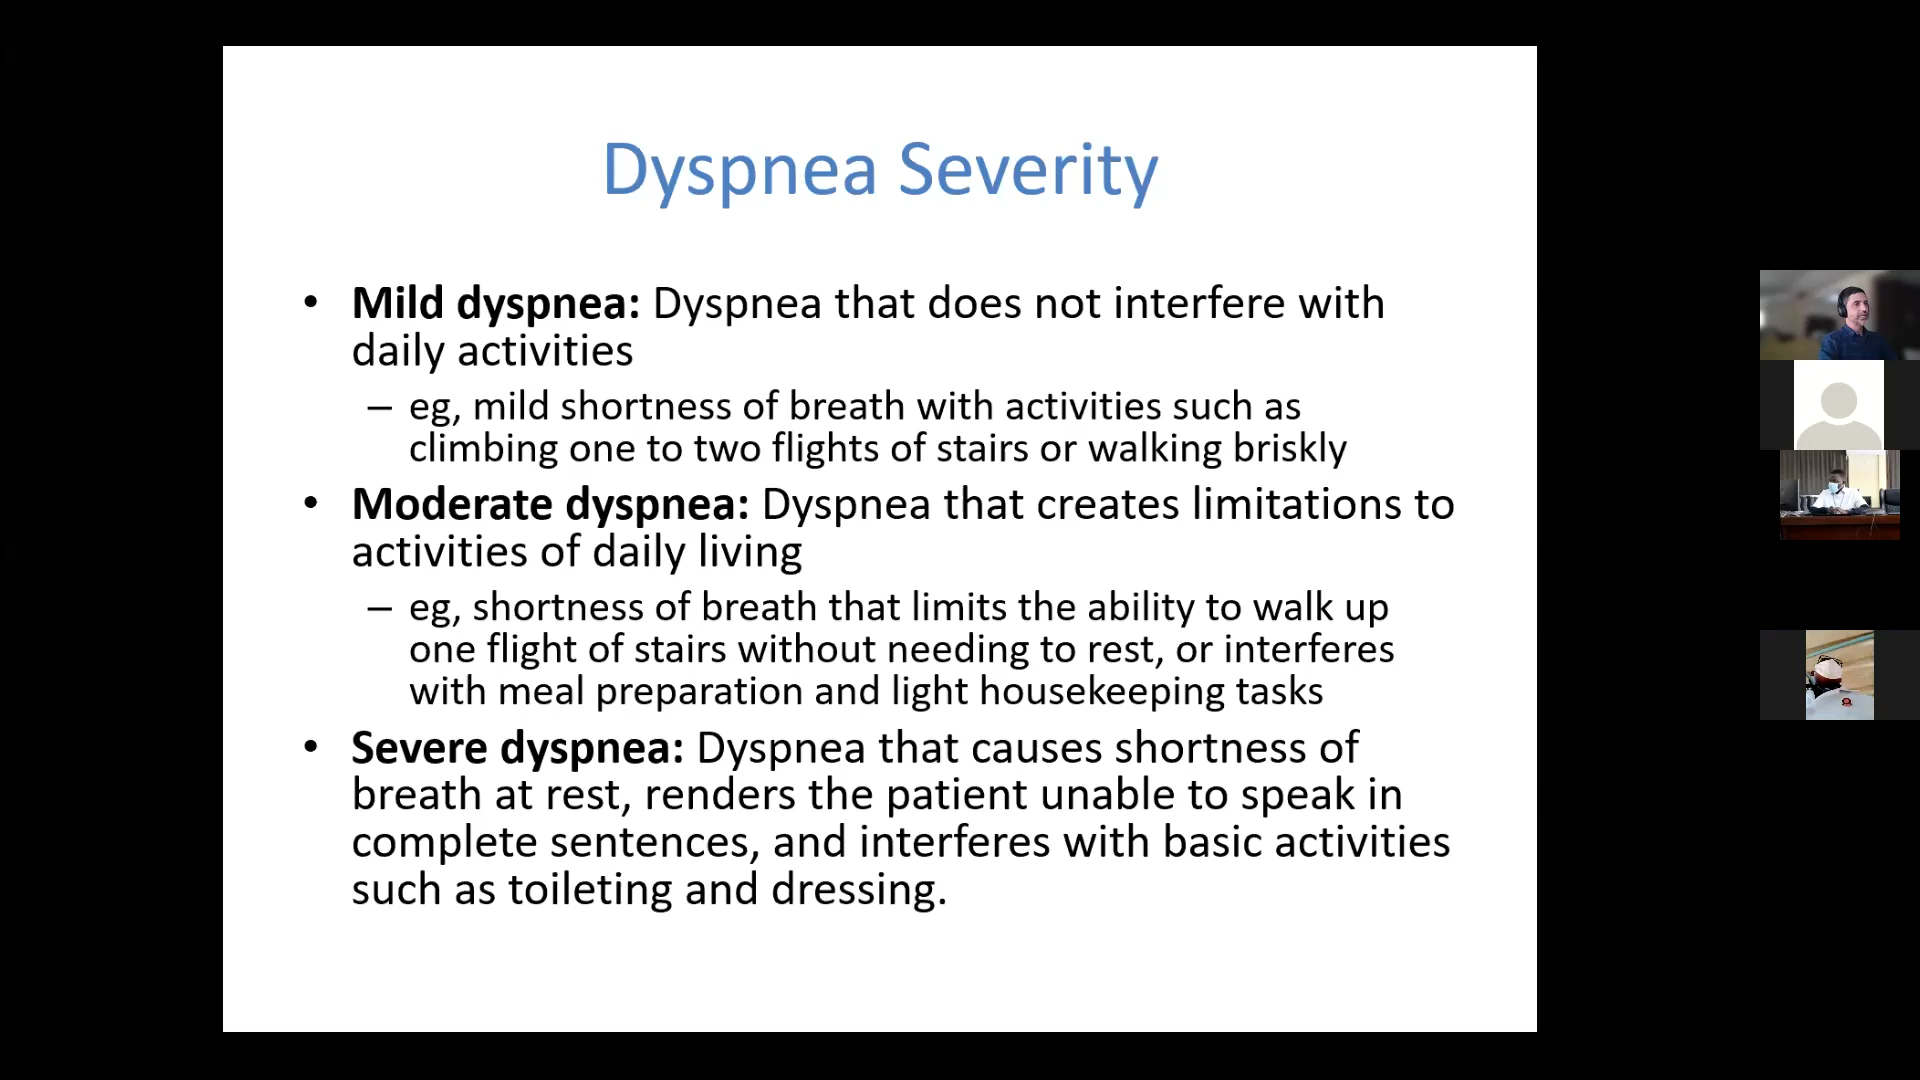 Dyspnea Severity
• Mild dyspnea: Dyspnea that does not interfere with
daily activities
– eg, mild shortness of breath with activities such as
climbing one to two flights of stairs or walking briskly
• Moderate dyspnea: Dyspnea that creates limitations to
activities of daily living
– eg, shortness of breath that limits the ability to walk up
one flight of stairs without needing to rest, or interferes
with meal preparation and light housekeeping tasks
• Severe dyspnea: Dyspnea that causes shortness of
breath at rest, renders the patient unable to speak in
complete sentences, and interferes with basic activities
such as toileting and dressing.